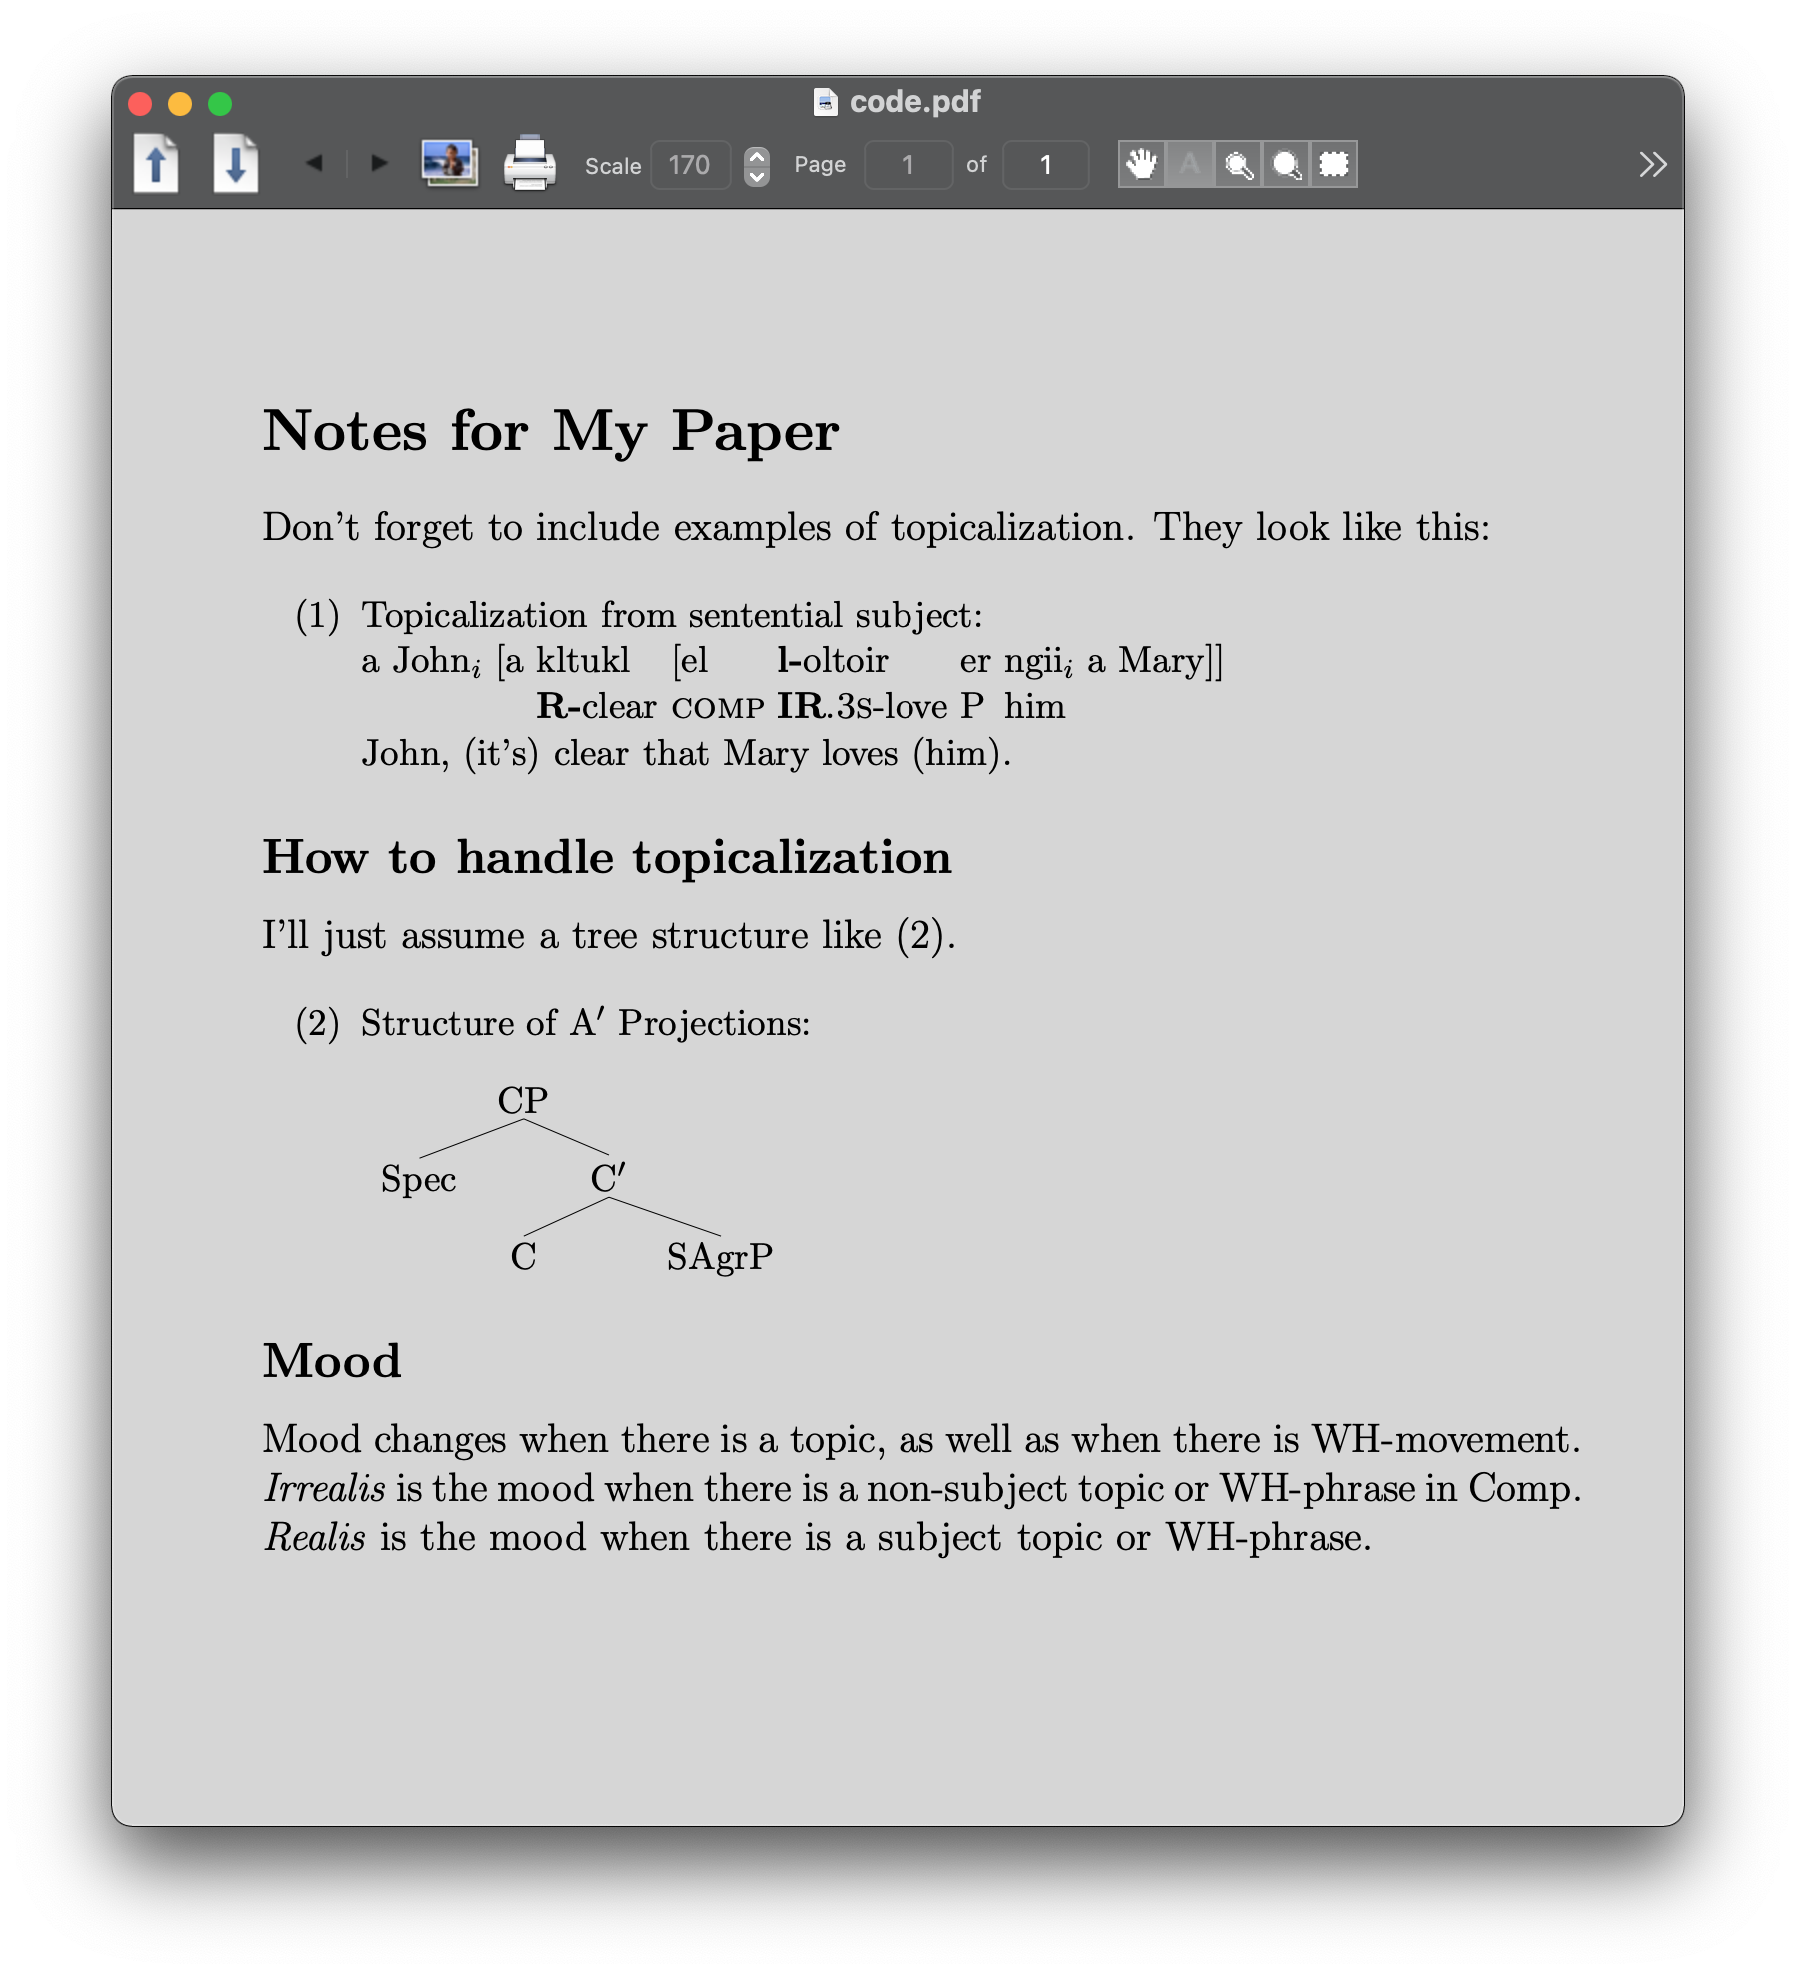 code.pdf
Scale 170 Page 1 of 1
Notes for My Paper
Don't forget to include examples of topicalization. They look like this:
(1) Topicalization from sentential subject:
a Johnᵢ [a kltukl [el l-oltoir er ngiiᵢ a Mary]]
R-clear COMP IR.3S-love P him
John, (it's) clear that Mary loves (him).
How to handle topicalization
I'll just assume a tree structure like (2).
(2) Structure of A′ Projections:
CP
Spec C′
C SAgrP
Mood
Mood changes when there is a topic, as well as when there is WH-movement.
Irrealis is the mood when there is a non-subject topic or WH-phrase in Comp.
Realis is the mood when there is a subject topic or WH-phrase.